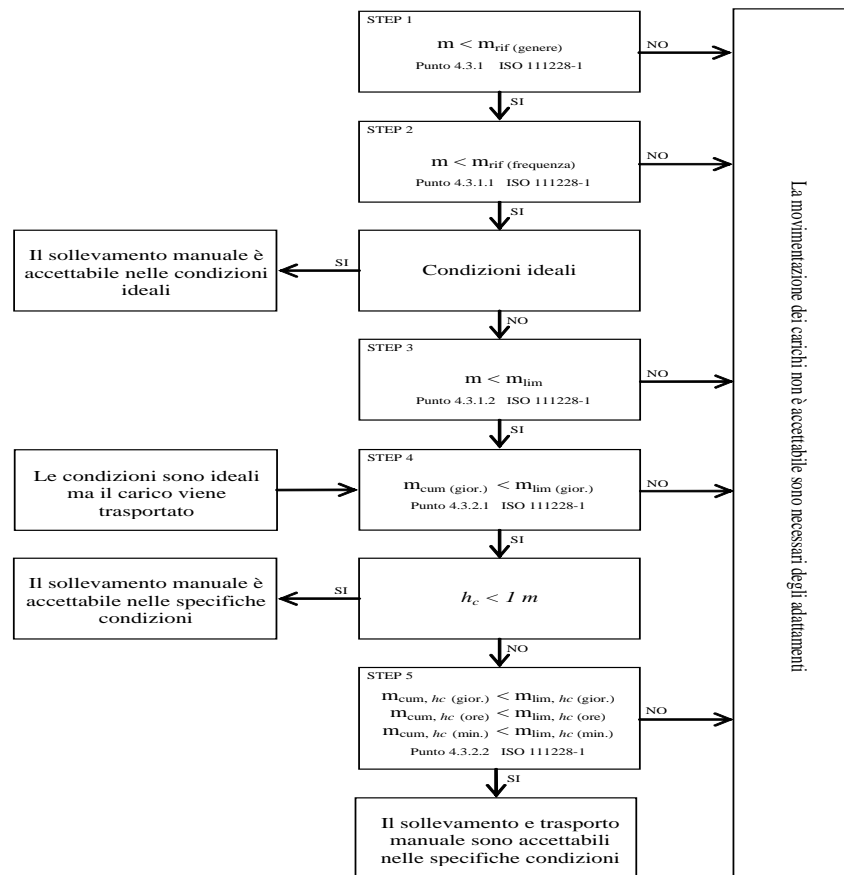 STEP 1
m < mrif (genere)
Punto 4.3.1 ISO 111228-1
NO
SI
STEP 2
m < mrif (frequenza)
Punto 4.3.1.1 ISO 111228-1
NO
SI
Il sollevamento manuale è
accettabile nelle condizioni
ideali
SI
Condizioni ideali
NO
STEP 3
m < mlim
Punto 4.3.1.2 ISO 111228-1
NO
SI
Le condizioni sono ideali
ma il carico viene
trasportato
STEP 4
mcum (gior.) < mlim (gior.)
Punto 4.3.2.1 ISO 111228-1
NO
SI
Il sollevamento manuale è
accettabile nelle specifiche
condizioni
SI
hc < 1 m
NO
STEP 5
mcum, hc (gior.) < mlim, hc (gior.)
mcum, hc (ore) < mlim, hc (ore)
mcum, hc (min.) < mlim, hc (min.)
Punto 4.3.2.2 ISO 111228-1
NO
SI
Il sollevamento e trasporto
manuale sono accettabili
nelle specifiche condizioni
La movimentazione dei carichi non è accettabile sono necessari degli adattamenti